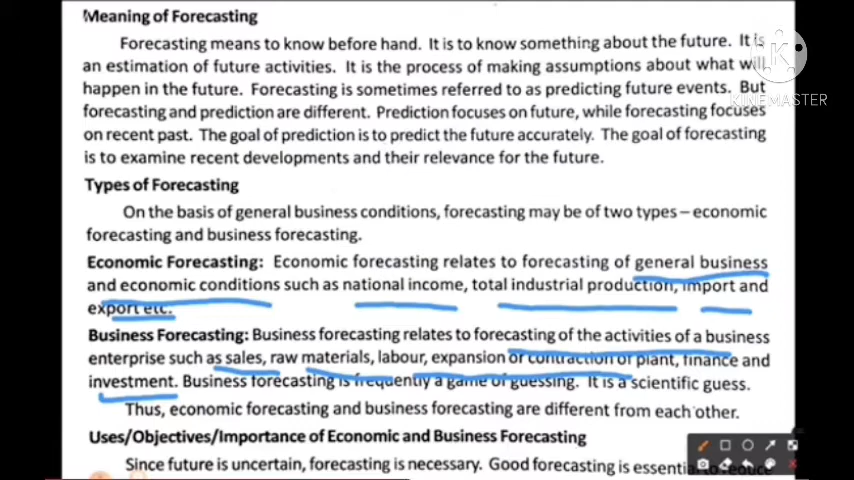 Meaning of Forecasting
Forecasting means to know before hand. It is to know something about the future. It is
an estimation of future activities. It is the process of making assumptions about what will
happen in the future. Forecasting is sometimes referred to as predicting future events. But
KINEMASTER
forecasting and prediction are different. Prediction focuses on future, while forecasting focuses
on recent past. The goal of prediction is to predict the future accurately. The goal of forecasting
is to examine recent developments and their relevance for the future.
Types of Forecasting
On the basis of general business conditions, forecasting may be of two types – economic
forecasting and business forecasting.
Economic Forecasting: Economic forecasting relates to forecasting of general business
and economic conditions such as national income, total industrial production, import and
export etc.
Business Forecasting: Business forecasting relates to forecasting of the activities of a business
enterprise such as sales, raw materials, labour, expansion or contraction of plant, finance and
investment. Business forecasting is frequently a game of guessing. It is a scientific guess.
Thus, economic forecasting and business forecasting are different from each other.
Uses/Objectives/Importance of Economic and Business Forecasting
Since future is uncertain, forecasting is necessary. Good forecasting is essential to reduce